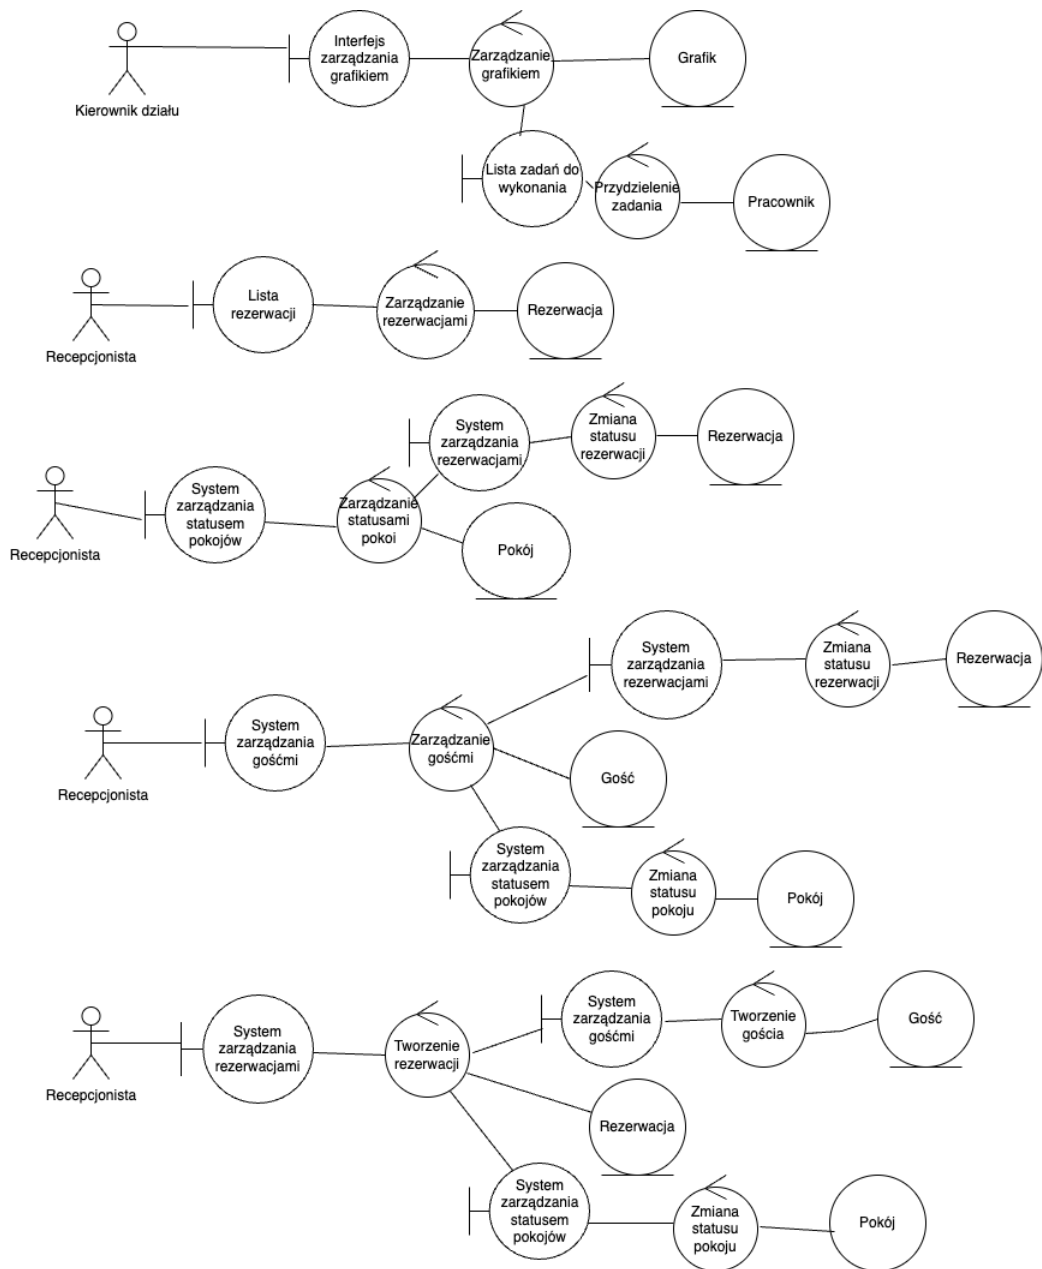 Interfejs
zarządzania
grafikiem
Zarządzanie
grafikiem
Grafik
Kierownik działu
Lista zadań do
wykonania
Przydzielenie
zadania
Pracownik
Lista
rezerwacji
Zarządzanie
rezerwacjami
Rezerwacja
Recepcjonista
System
zarządzania
rezerwacjami
Zmiana
statusu
rezerwacji
Rezerwacja
System
zarządzania
statusem
pokojów
Zarządzanie
statusami
pokoi
Pokój
Recepcjonista
System
zarządzania
rezerwacjami
Zmiana
statusu
rezerwacji
Rezerwacja
System
zarządzania
gośćmi
Zarządzanie
gośćmi
Gość
Recepcjonista
System
zarządzania
statusem
pokojów
Zmiana
statusu
pokoju
Pokój
System
zarządzania
gośćmi
Tworzenie
gościa
Gość
System
zarządzania
rezerwacjami
Tworzenie
rezerwacji
Recepcjonista
Rezerwacja
System
zarządzania
statusem
pokojów
Zmiana
statusu
pokoju
Pokój